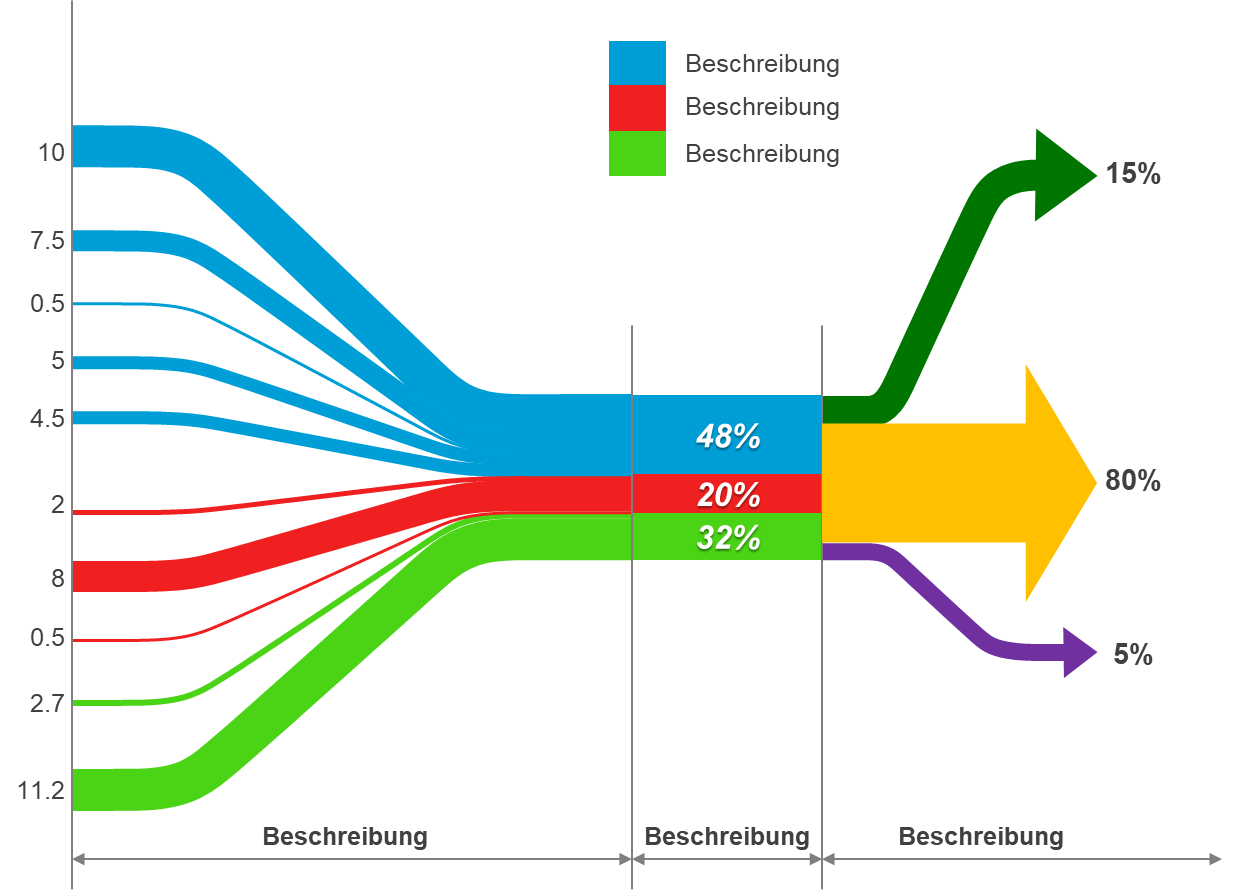 Beschreibung
Beschreibung
Beschreibung
10
7.5
0.5
5
4.5
2
8
0.5
2.7
11.2
48%
20%
32%
15%
80%
5%
Beschreibung
Beschreibung
Beschreibung